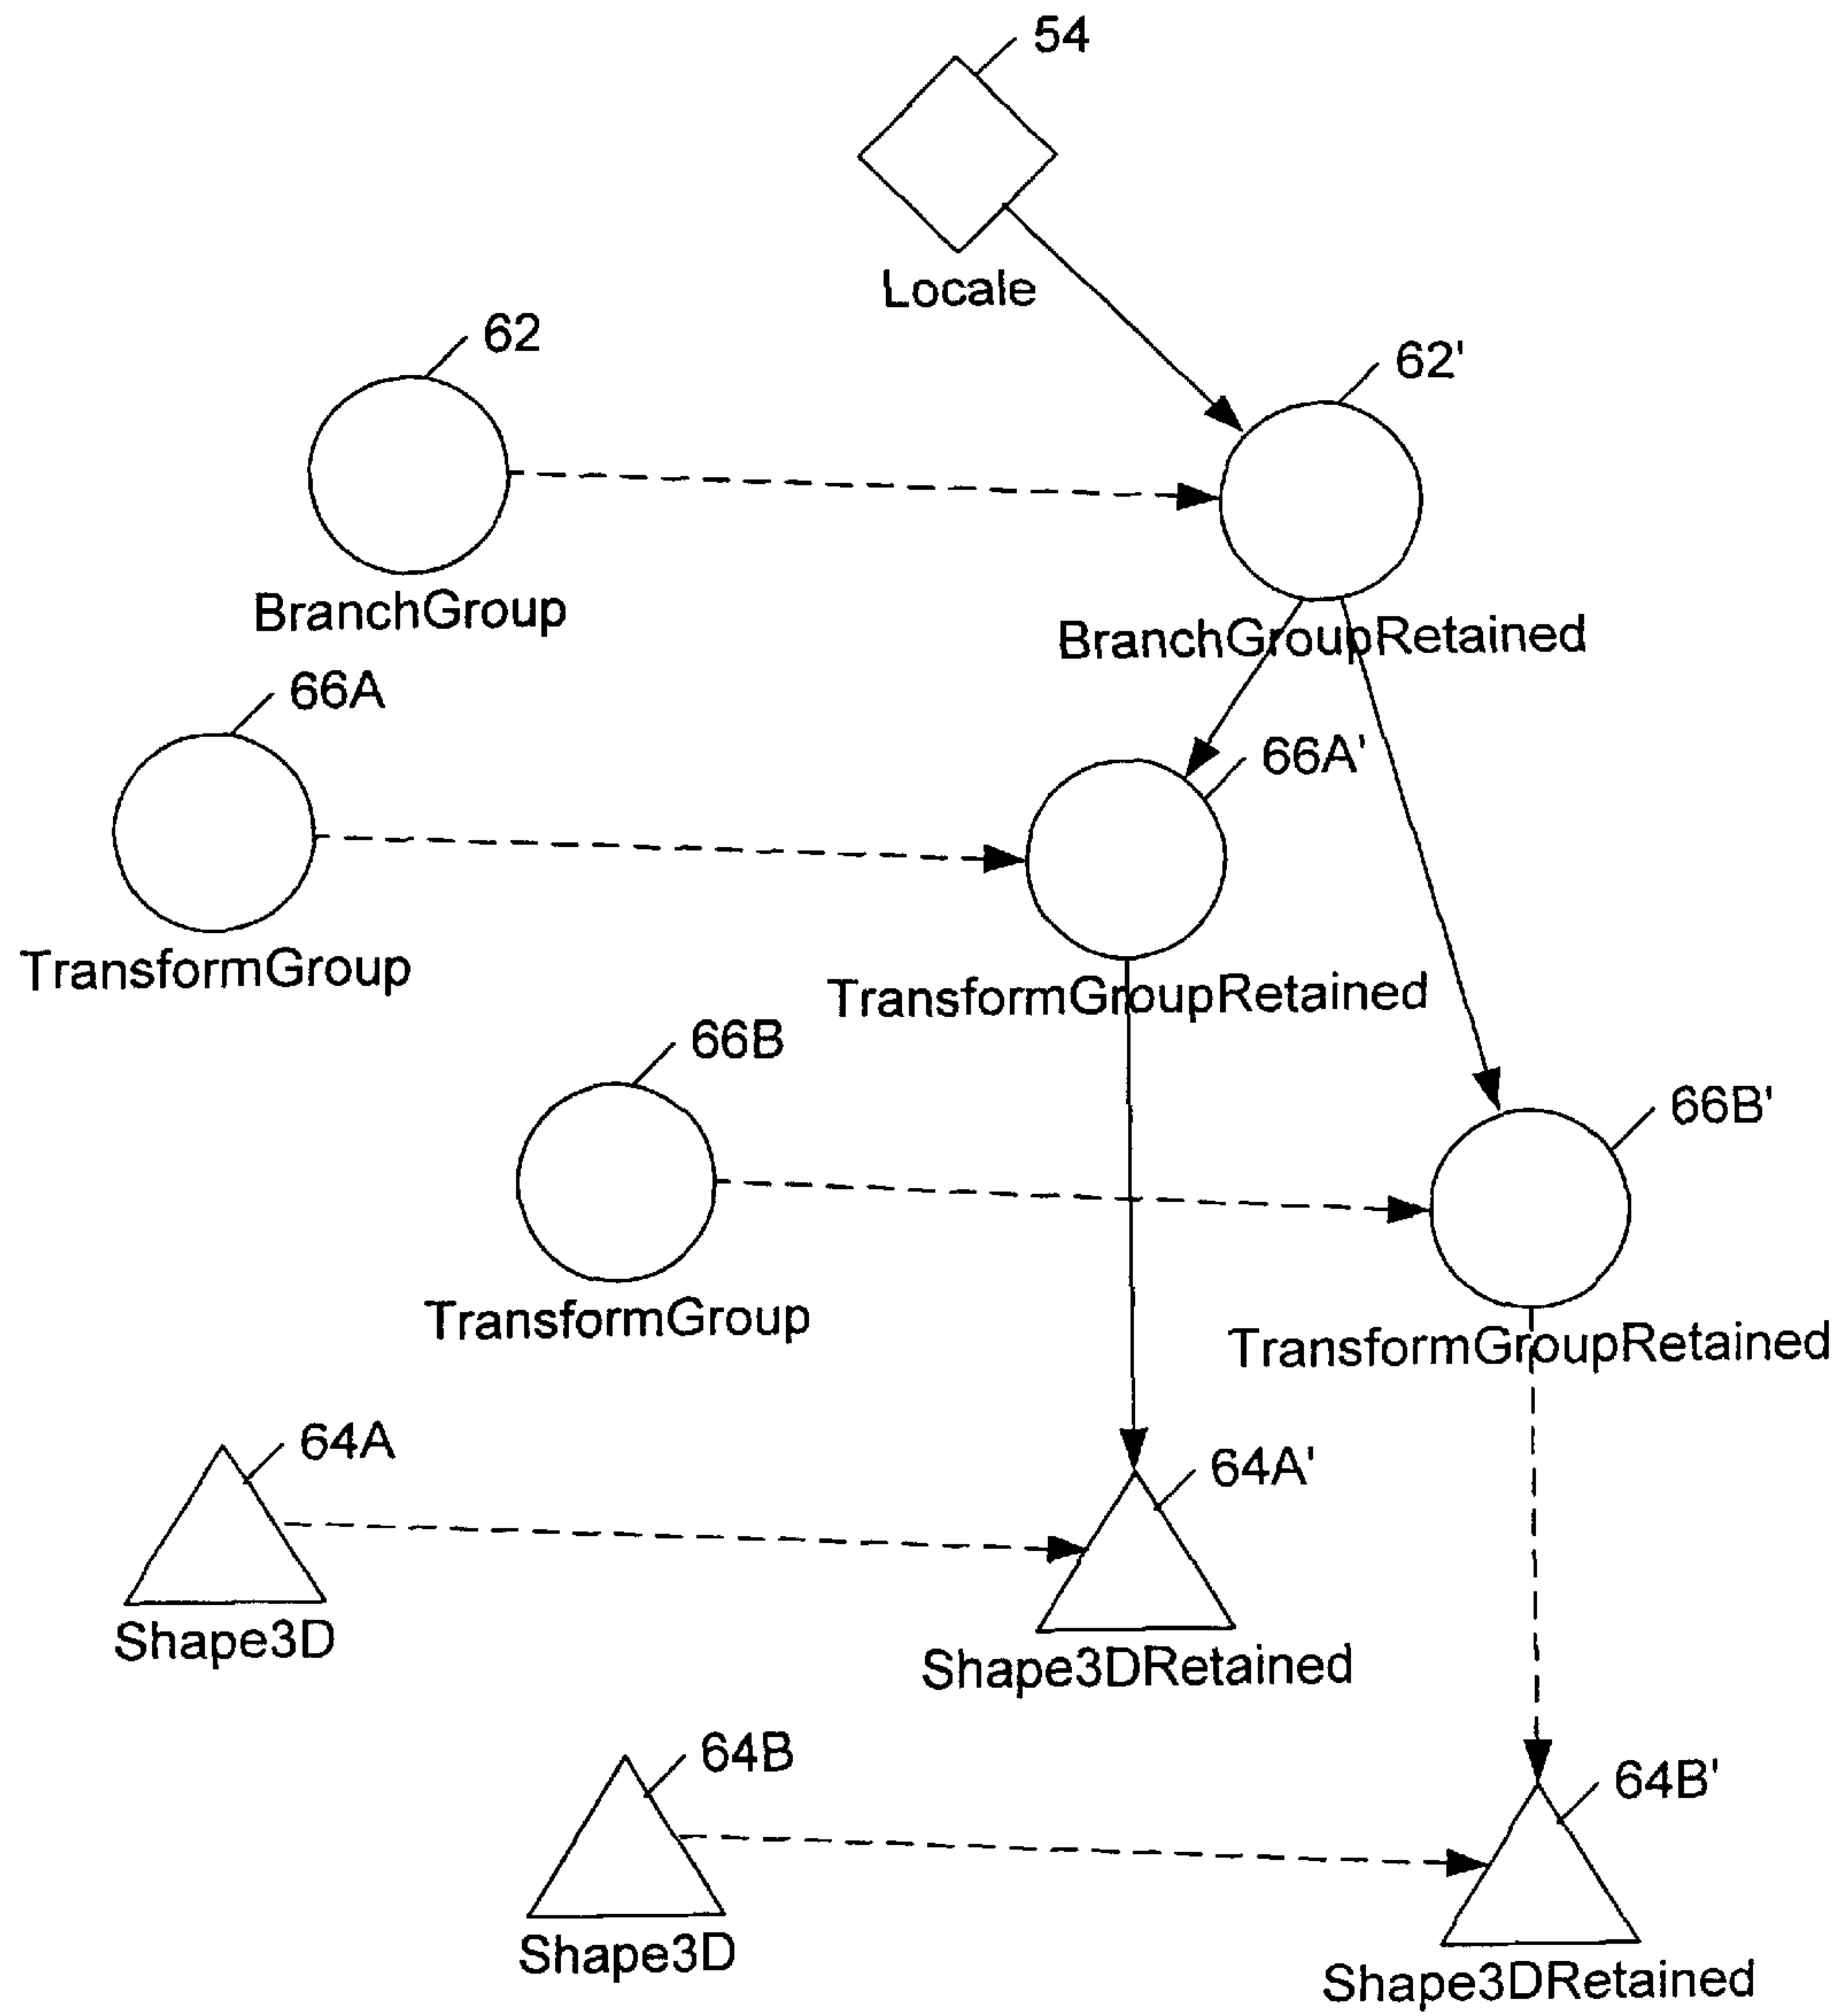 54
Locale
62
62'
BranchGroup
BranchGroupRetained
66A
66A'
TransformGroup
TransformGroupRetained
66B
66B'
TransformGroup
TransformGroupRetained
64A
64A'
Shape3D
Shape3DRetained
64B
64B'
Shape3D
Shape3DRetained